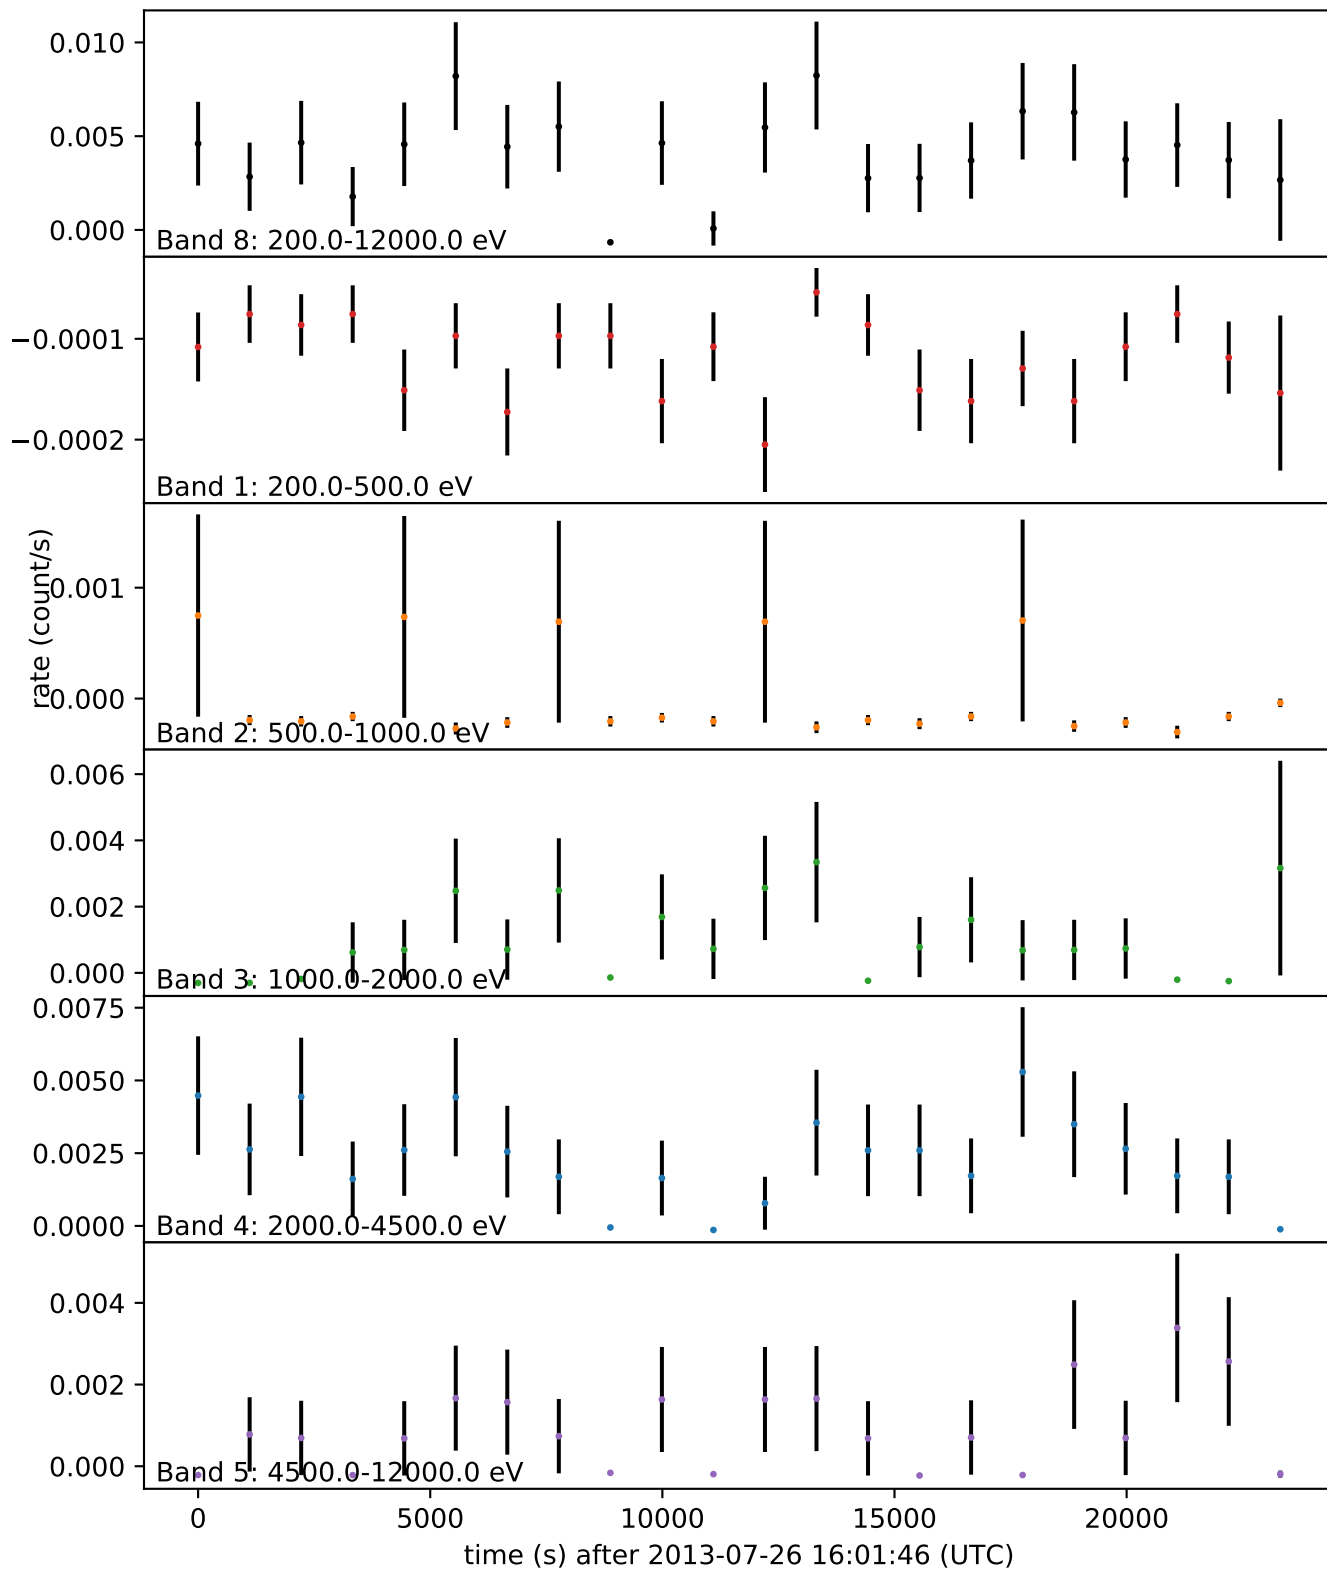 0.010
0.005
0.000
Band 8: 200.0-12000.0 eV
−0.0001
−0.0002
Band 1: 200.0-500.0 eV
rate (count/s)
0.001
0.000
Band 2: 500.0-1000.0 eV
0.006
0.004
0.002
0.000
Band 3: 1000.0-2000.0 eV
0.0075
0.0050
0.0025
0.0000
Band 4: 2000.0-4500.0 eV
0.004
0.002
0.000
Band 5: 4500.0-12000.0 eV
0 5000 10000 15000 20000
time (s) after 2013-07-26 16:01:46 (UTC)